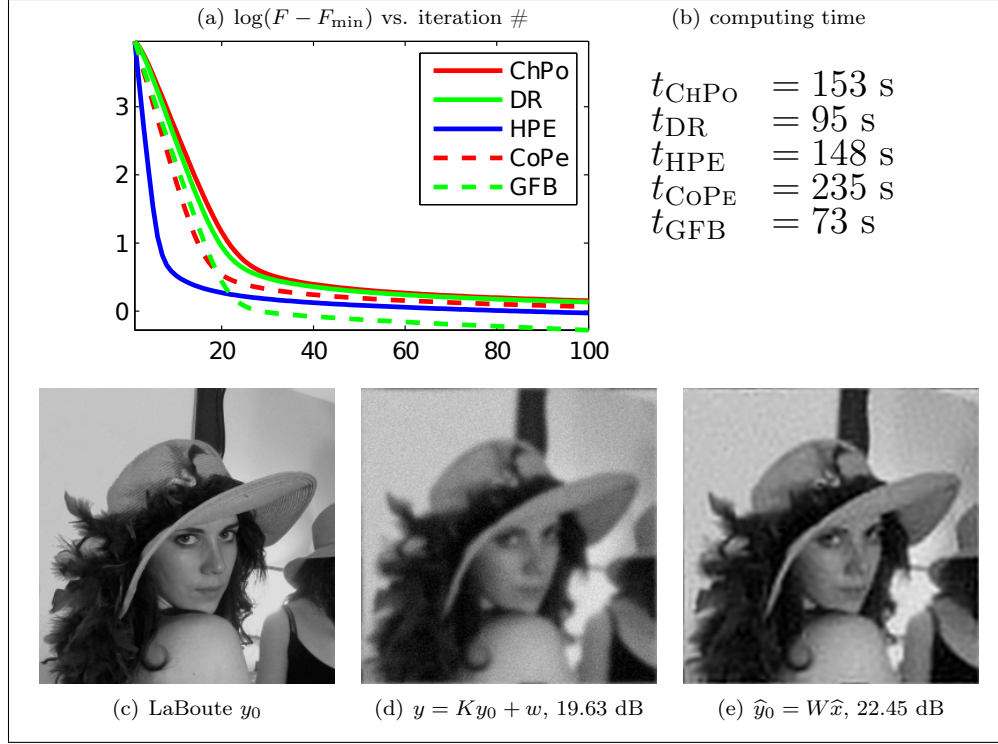 (a) log(F − F_min) vs. iteration #
(b) computing time
3
2
1
0
20 40 60 80 100
ChPo
DR
HPE
CoPe
GFB
t_ChPo = 153 s
t_DR = 95 s
t_HPE = 148 s
t_CoPe = 235 s
t_GFB = 73 s
(c) LaBoute y_0
(d) y = Ky_0 + w, 19.63 dB
(e) ŷ_0 = Wx̂, 22.45 dB